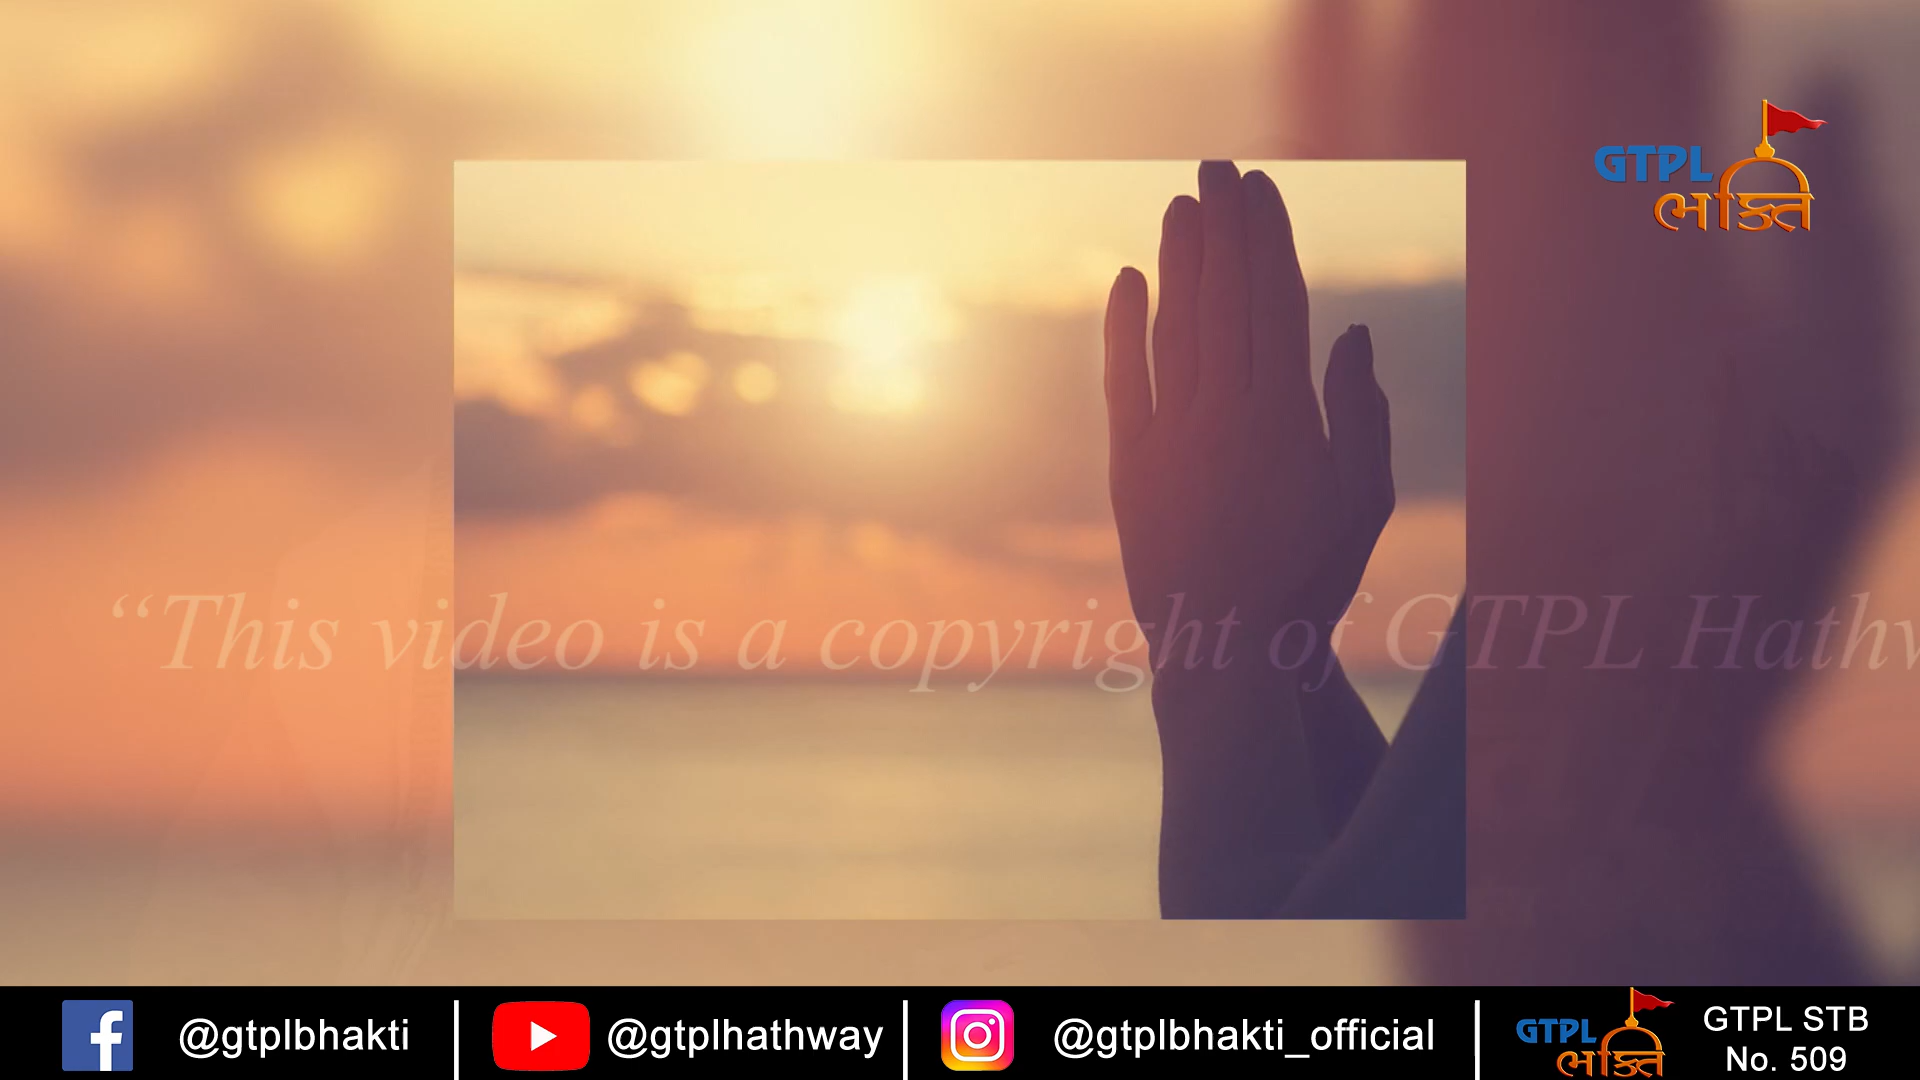 GTPL
ભક્તિ
“This video is a copyright of GTPL Hathw
@gtplbhakti
@gtplhathway
@gtplbhakti_official
GTPL
ભક્તિ
GTPL STB
No. 509